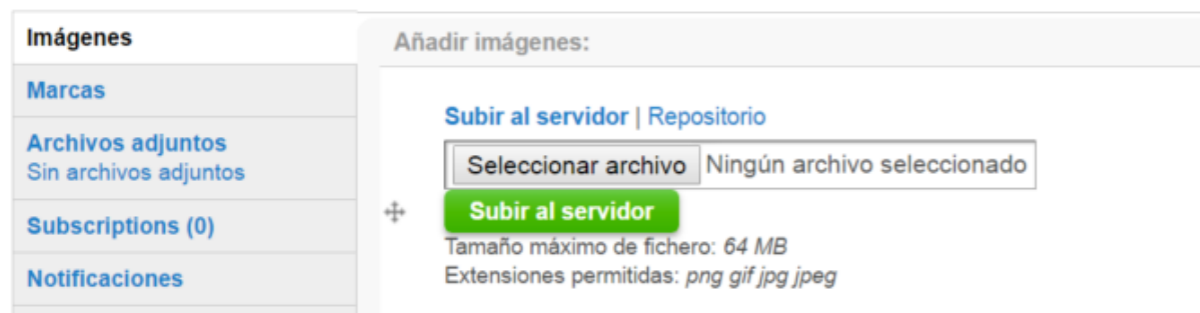 Imágenes
Marcas
Archivos adjuntos
Sin archivos adjuntos
Subscriptions (0)
Notificaciones
Añadir imágenes:
Subir al servidor | Repositorio
Seleccionar archivo Ningún archivo seleccionado
Subir al servidor
Tamaño máximo de fichero: 64 MB
Extensiones permitidas: png gif jpg jpeg